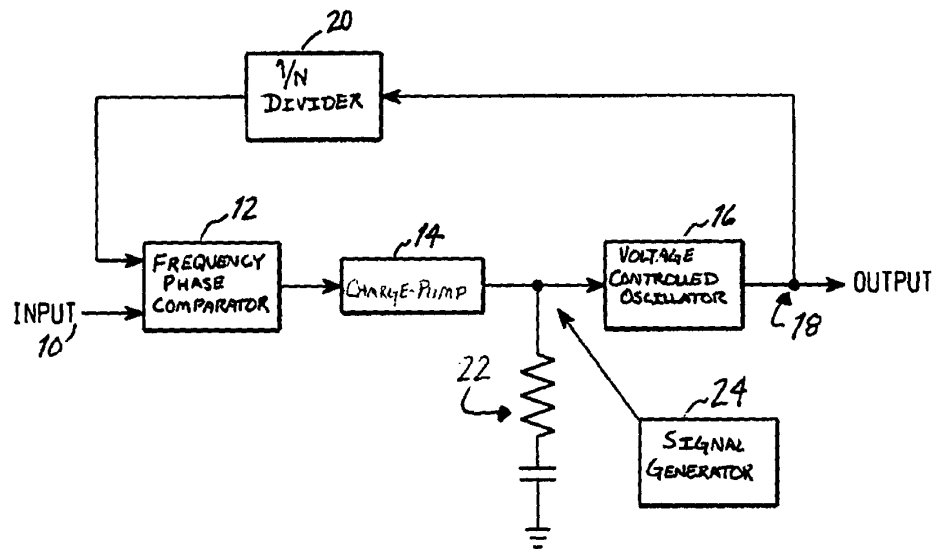 20
1/N
DIVIDER
12
FREQUENCY
PHASE
COMPARATOR
14
CHARGE-PUMP
16
VOLTAGE
CONTROLLED
OSCILLATOR
OUTPUT
18
INPUT
10
22
24
SIGNAL
GENERATOR